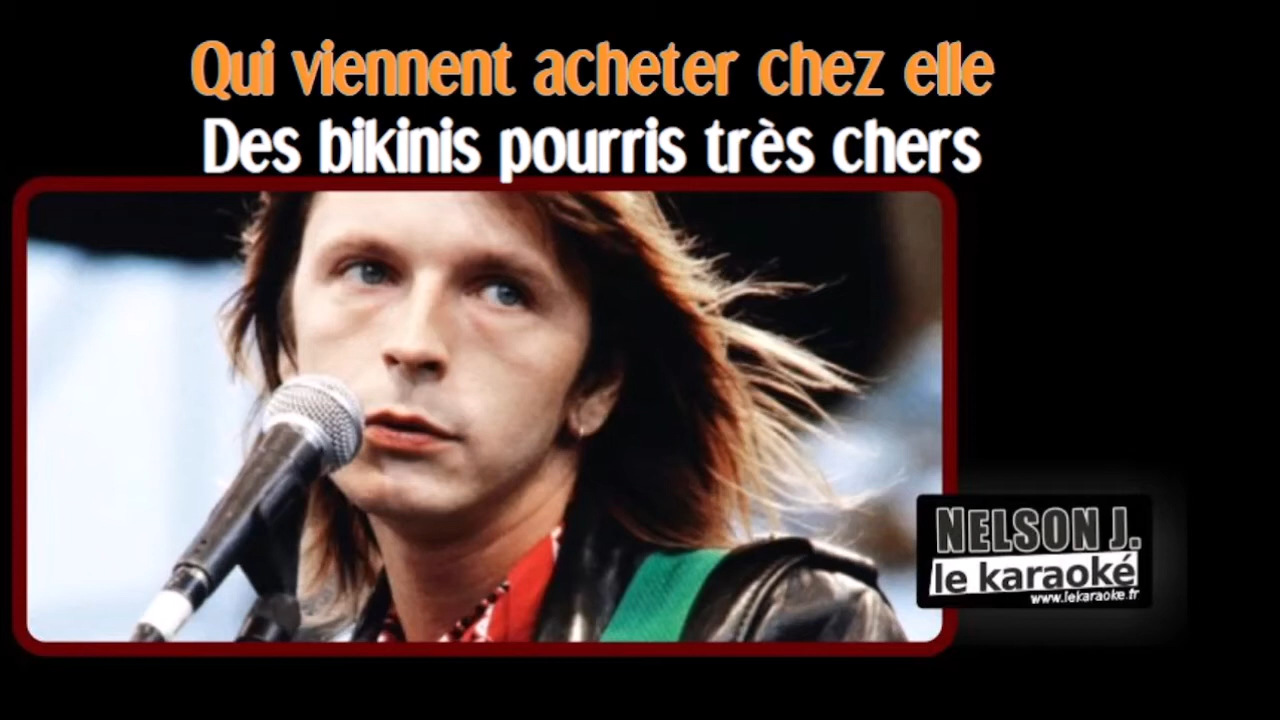 Qui viennent acheter chez elle
Des bikinis pourris très chers
NELSON J.
le karaoké
www.lekaraoke.fr